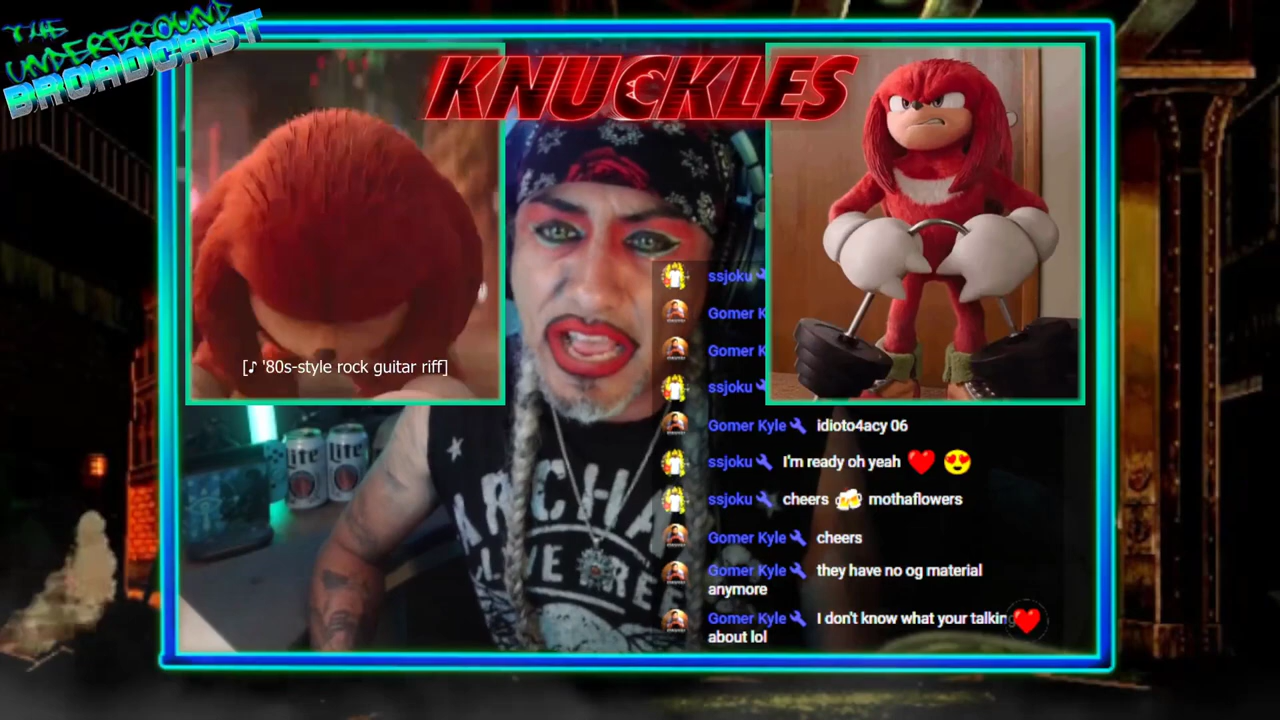 THE
UNDERGROUND
BROADCAST
KNUCKLES
[♪ '80s-style rock guitar riff]
Lite
Lite
ssjoku
Gomer K
Gomer K
ssjoku
Gomer Kyle idioto4acy 06
ssjoku I'm ready oh yeah ❤️ 😍
ssjoku cheers 🍻 mothaflowers
Gomer Kyle cheers
Gomer Kyle they have no og material
anymore
Gomer Kyle I don't know what your talking
about lol